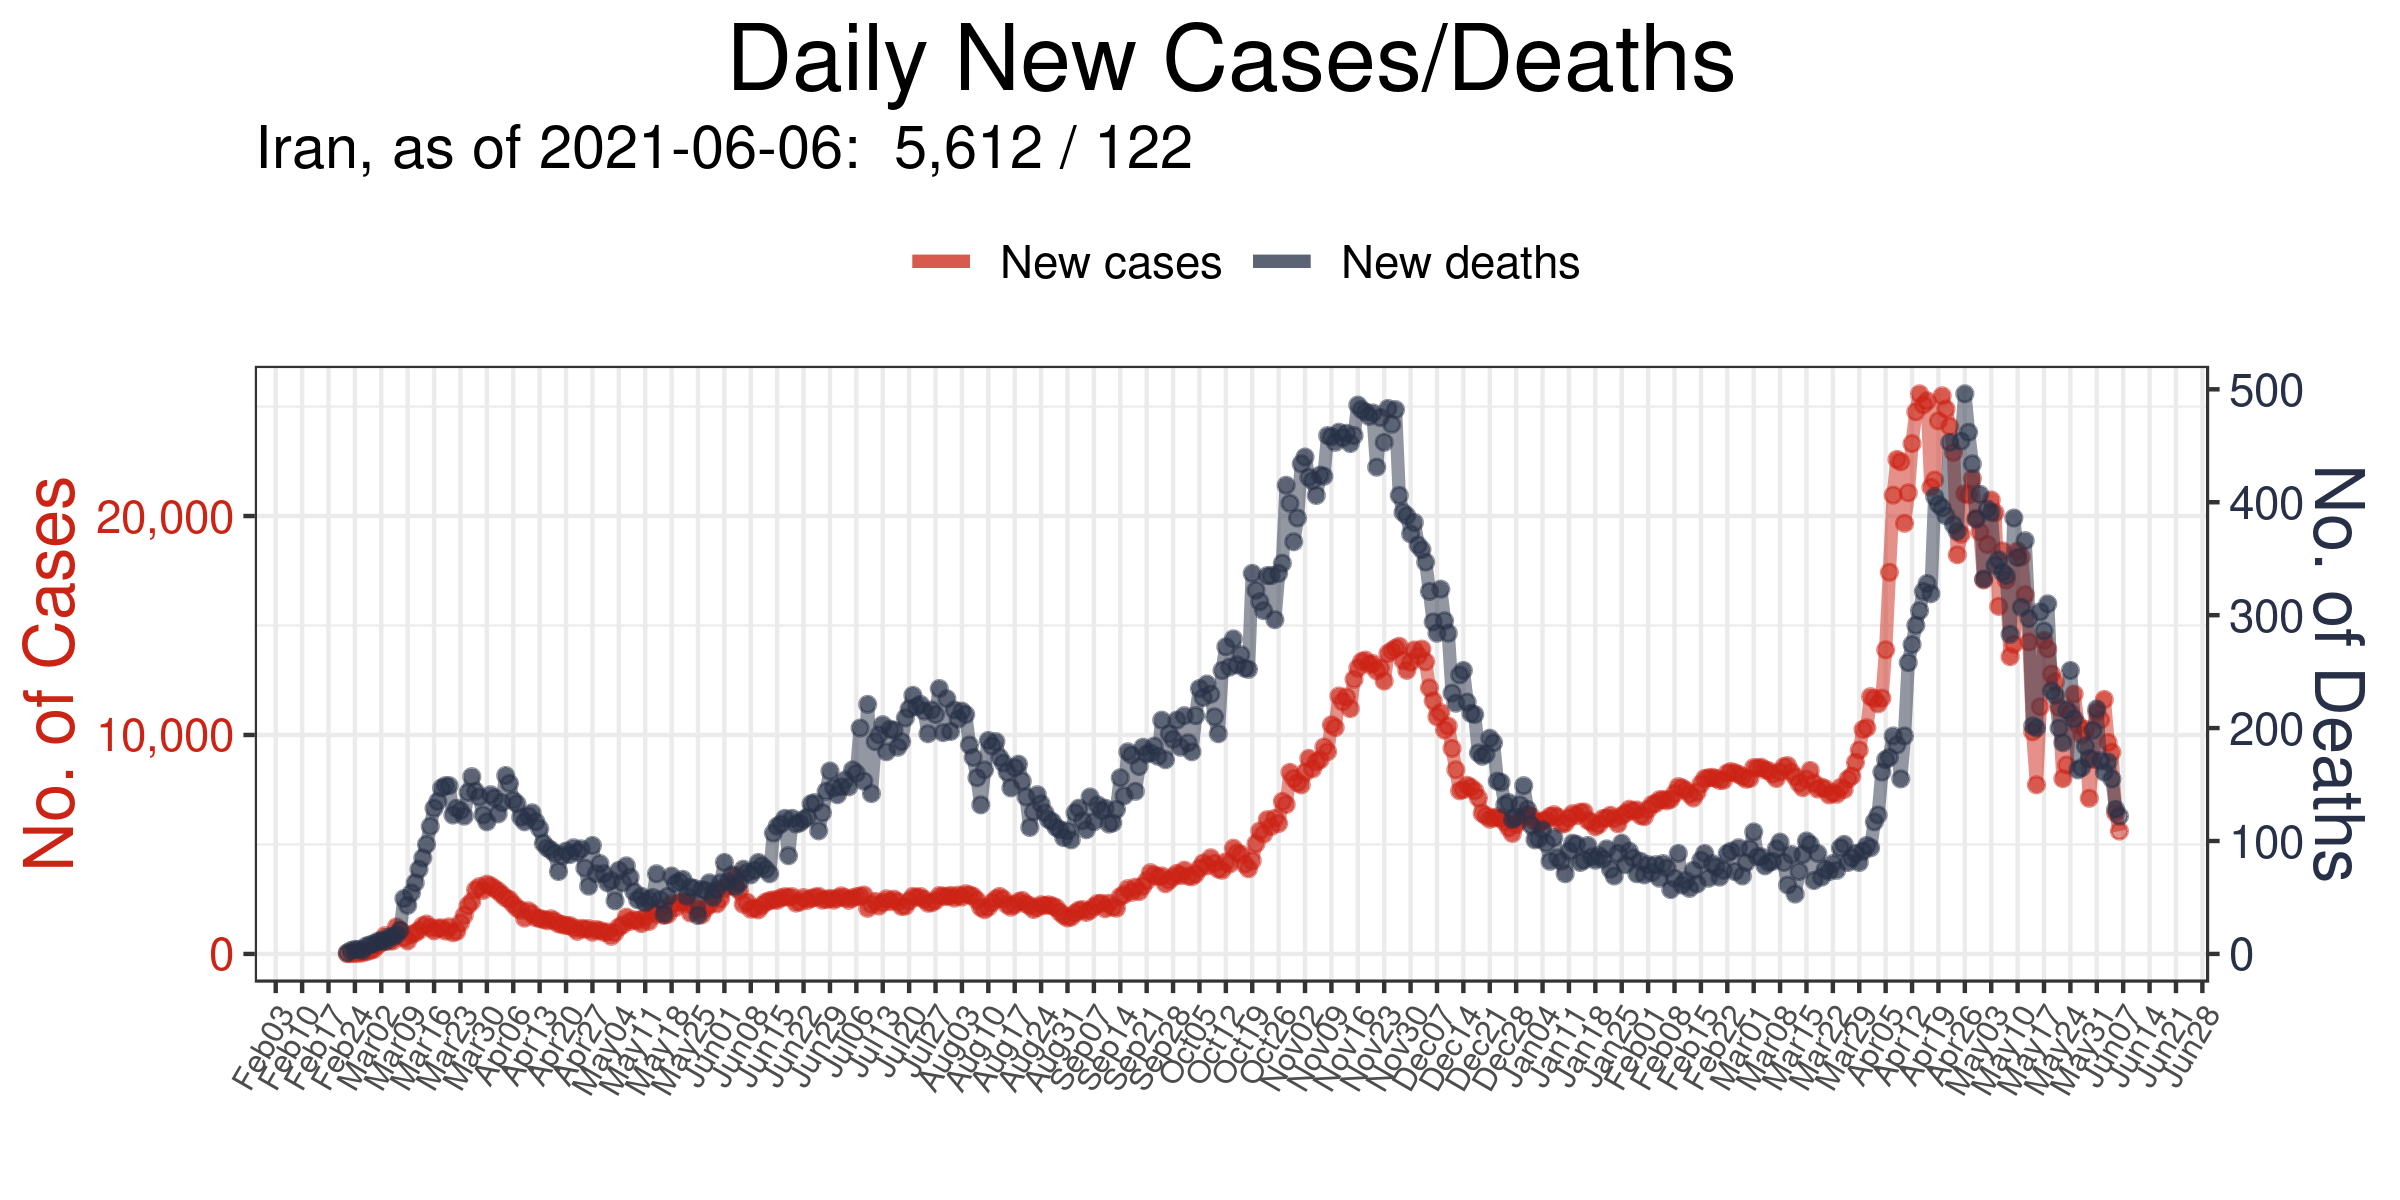 Daily New Cases/Deaths
Iran, as of 2021-06-06:  5,612 / 122
New cases
New deaths
No. of Cases
20,000
10,000
0
500
400
300
200
100
0
No. of Deaths
Feb03
Feb10
Feb17
Feb24
Mar02
Mar09
Mar16
Mar23
Mar30
Apr06
Apr13
Apr20
Apr27
May04
May11
May18
May25
Jun01
Jun08
Jun15
Jun22
Jun29
Jul06
Jul13
Jul20
Jul27
Aug03
Aug10
Aug17
Aug24
Aug31
Sep07
Sep14
Sep21
Sep28
Oct05
Oct12
Oct19
Oct26
Nov02
Nov09
Nov16
Nov23
Nov30
Dec07
Dec14
Dec21
Dec28
Jan04
Jan11
Jan18
Jan25
Feb01
Feb08
Feb15
Feb22
Mar01
Mar08
Mar15
Mar22
Mar29
Apr05
Apr12
Apr19
Apr26
May03
May10
May17
May24
May31
Jun07
Jun14
Jun21
Jun28